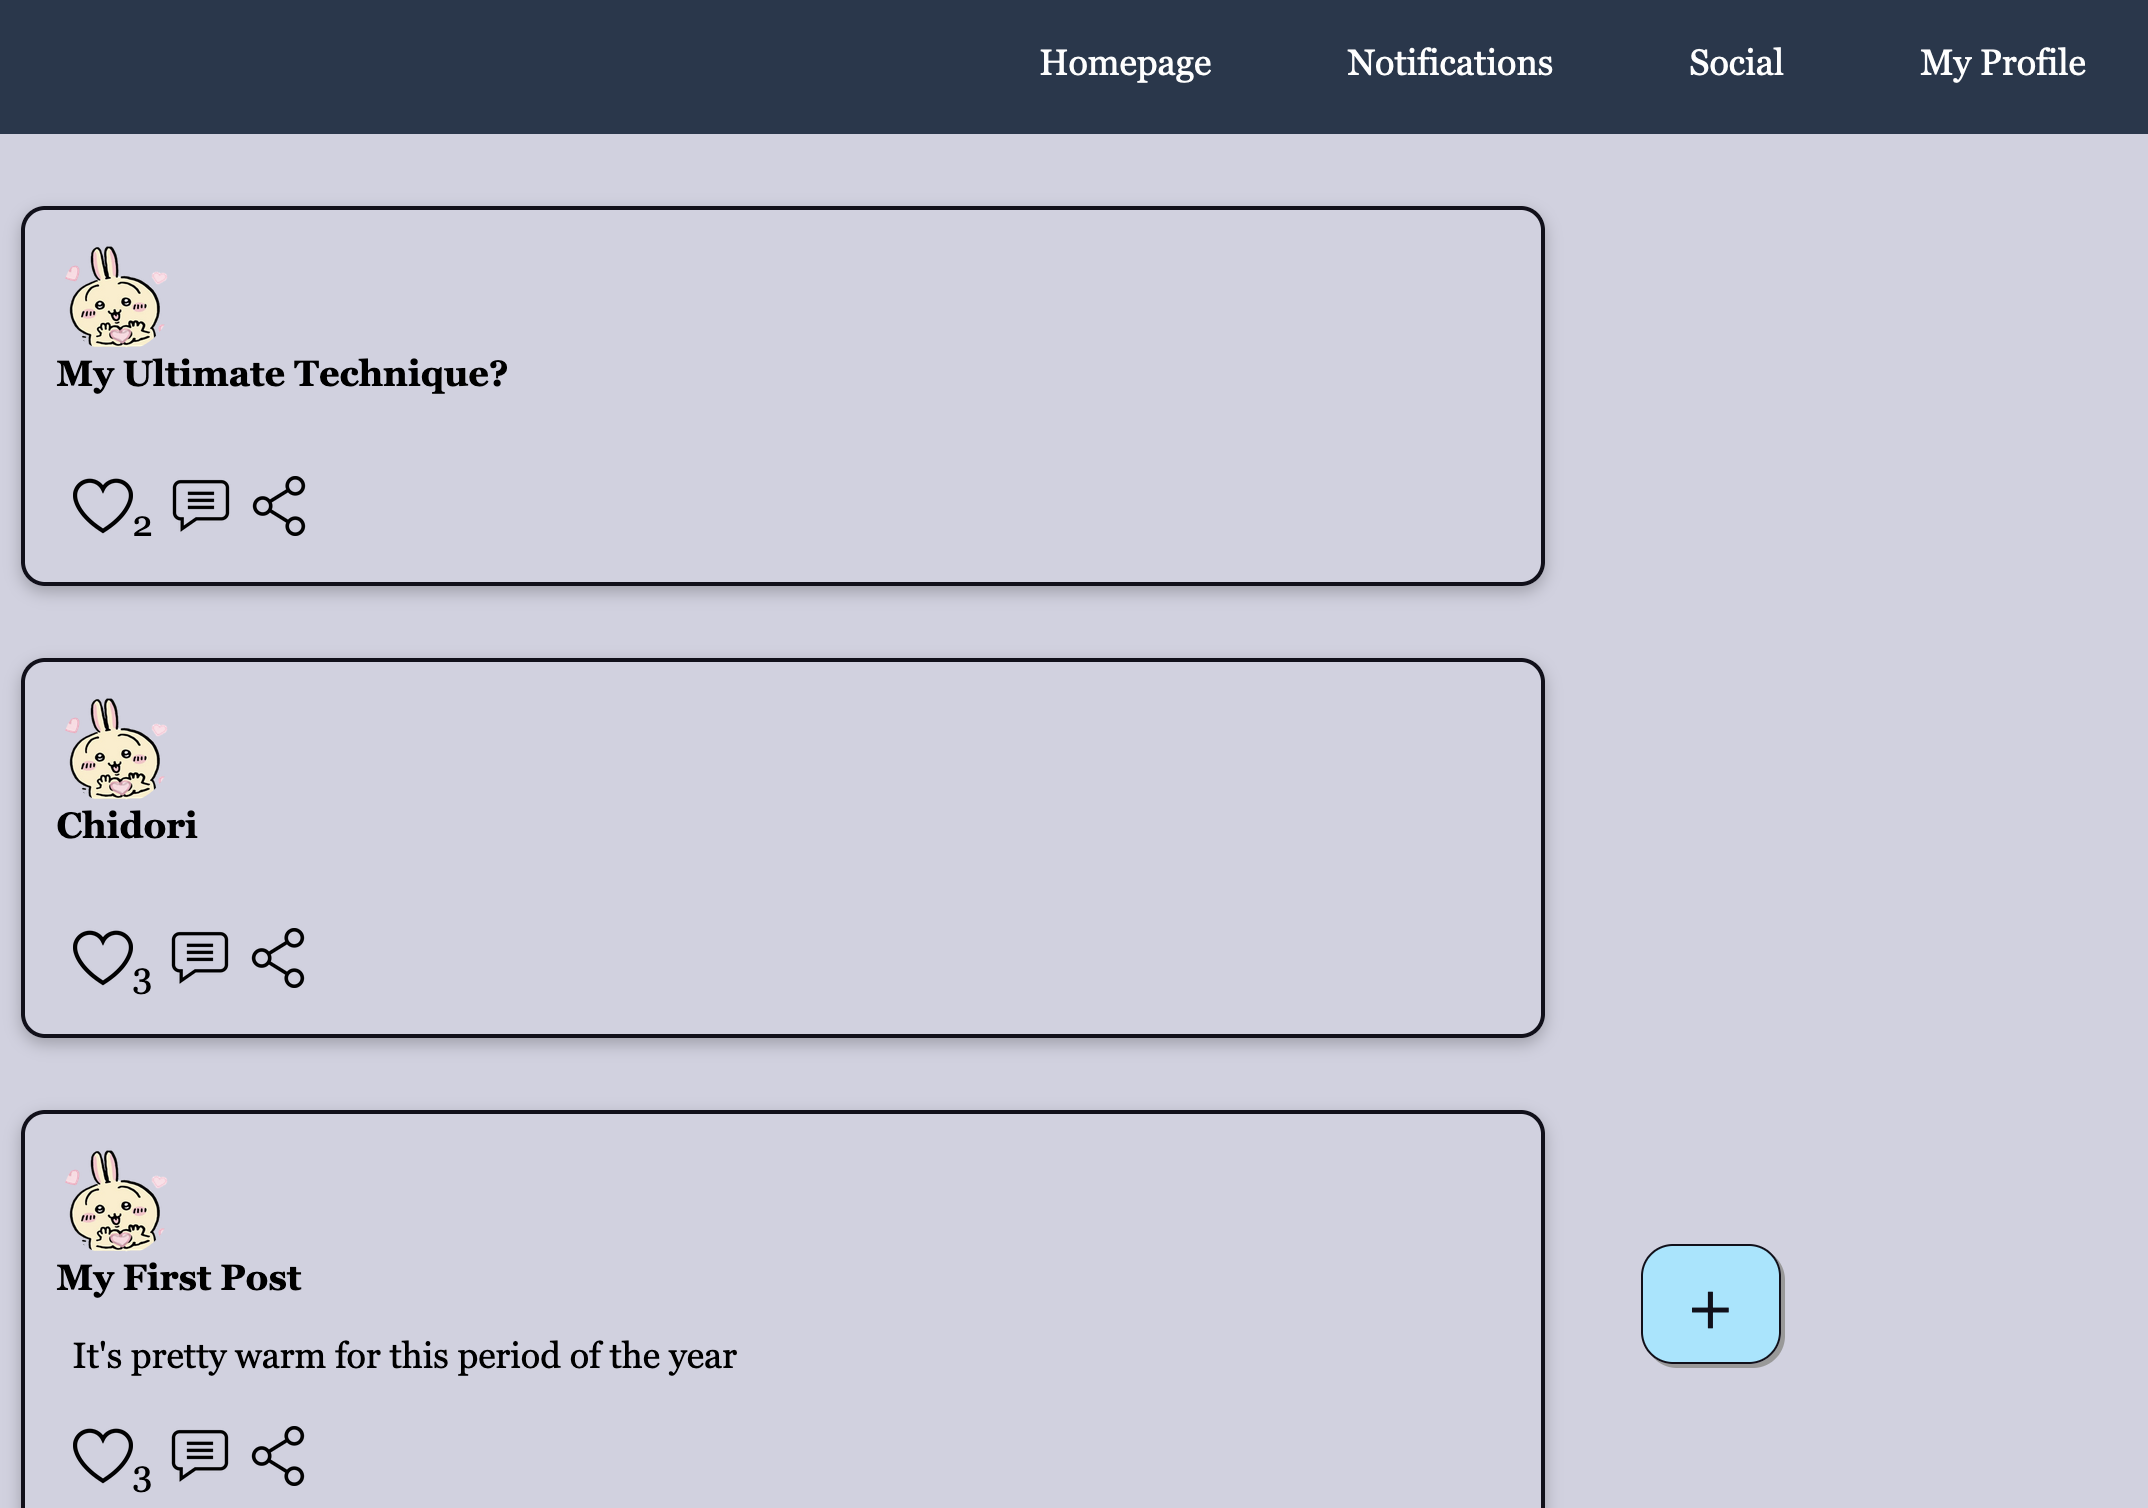 Homepage Notifications Social My Profile
My Ultimate Technique?
2
Chidori
3
My First Post
It's pretty warm for this period of the year
+
3